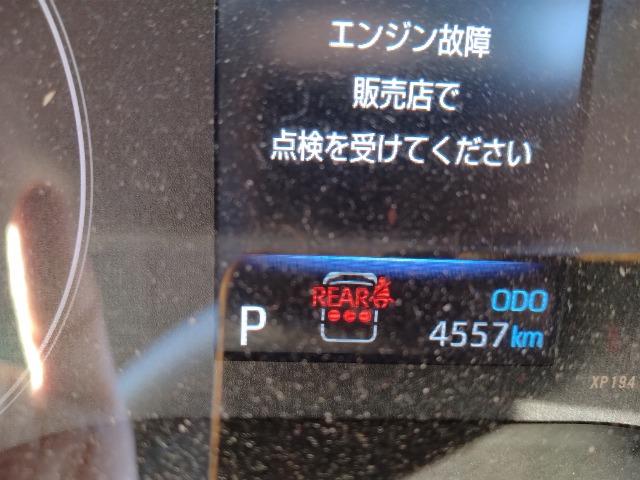 エンジン故障
販売店で
点検を受けてください
REAR
ODO
P
4557km
XP194